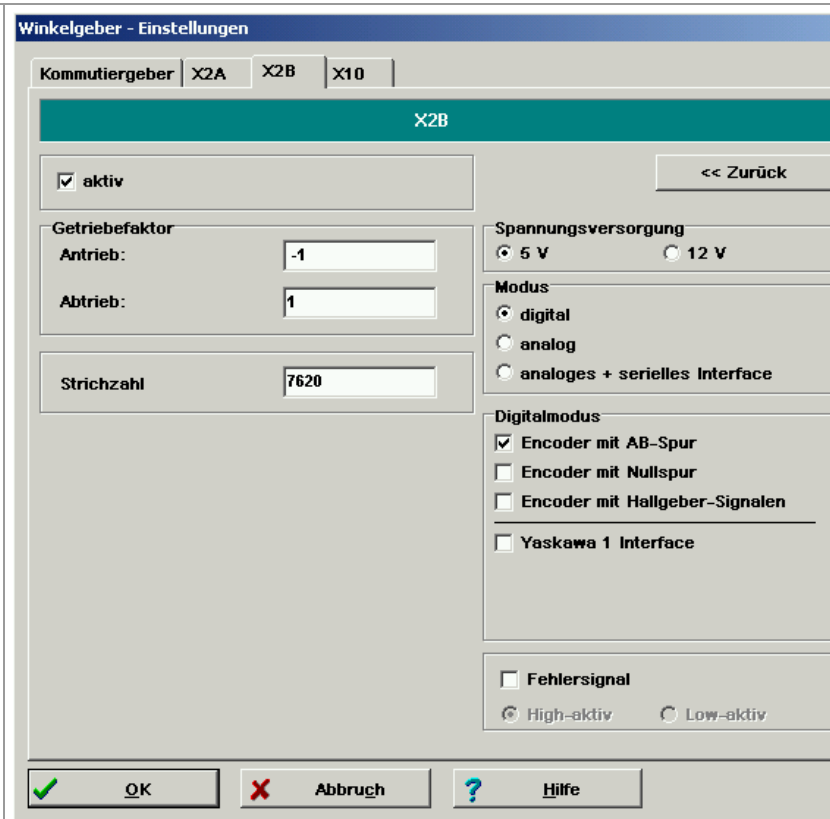 Winkelgeber - Einstellungen
Kommutiergeber X2A X2B X10
X2B
aktiv
<< Zurück
Getriebefaktor
Antrieb: -1
Abtrieb: 1
Strichzahl 7620
Spannungsversorgung
5 V 12 V
Modus
digital
analog
analoges + serielles Interface
Digitalmodus
Encoder mit AB-Spur
Encoder mit Nullspur
Encoder mit Hallgeber-Signalen
Yaskawa 1 Interface
Fehlersignal
High-aktiv Low-aktiv
OK Abbruch ? Hilfe